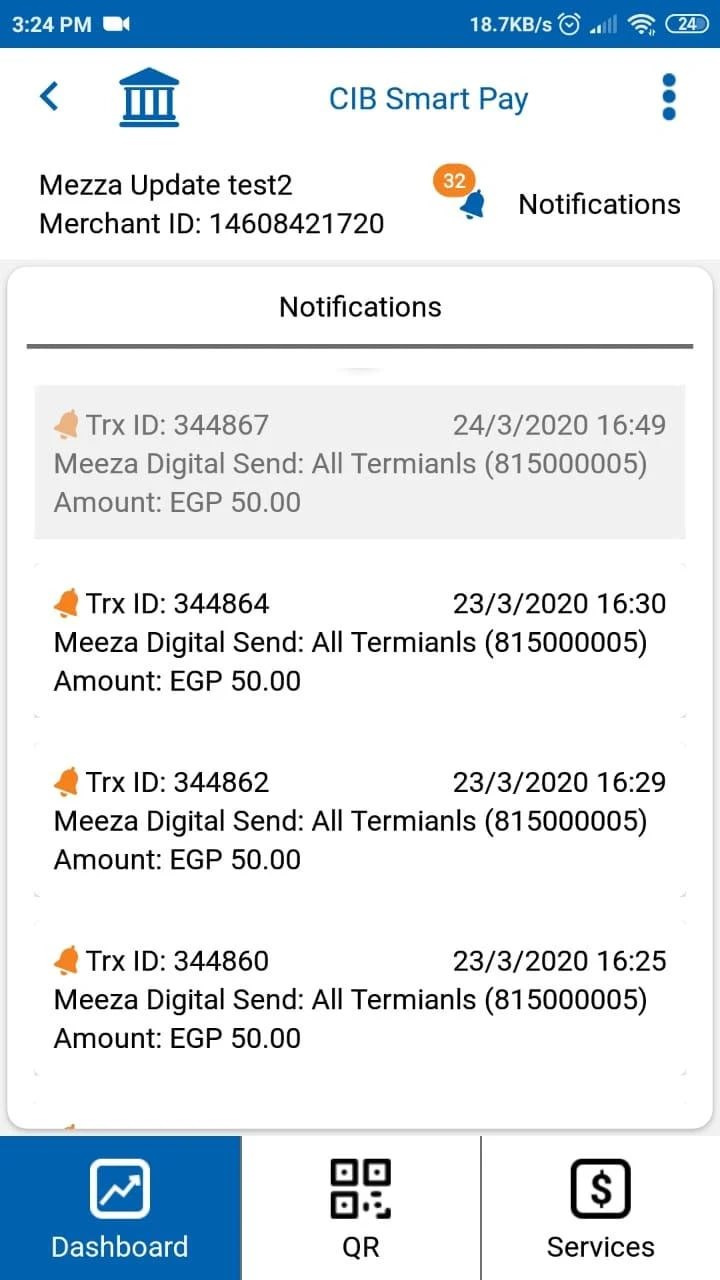 3:24 PM 18.7KB/s 24
CIB Smart Pay
Mezza Update test2
Merchant ID: 14608421720
32
Notifications
Notifications
Trx ID: 344867 24/3/2020 16:49
Meeza Digital Send: All Termianls (815000005)
Amount: EGP 50.00
Trx ID: 344864 23/3/2020 16:30
Meeza Digital Send: All Termianls (815000005)
Amount: EGP 50.00
Trx ID: 344862 23/3/2020 16:29
Meeza Digital Send: All Termianls (815000005)
Amount: EGP 50.00
Trx ID: 344860 23/3/2020 16:25
Meeza Digital Send: All Termianls (815000005)
Amount: EGP 50.00
Dashboard QR Services